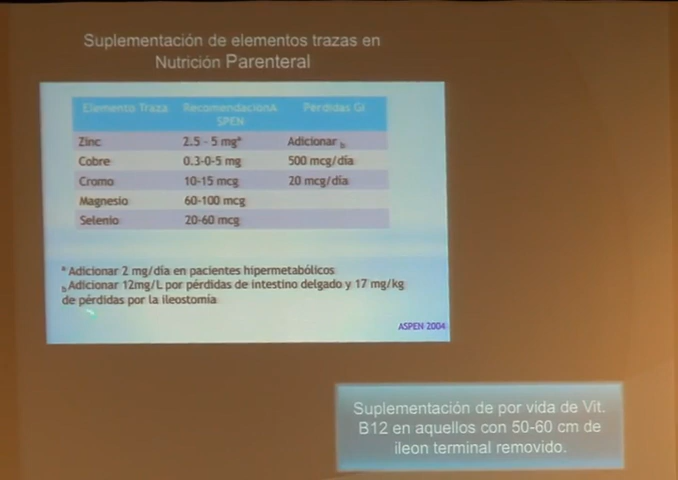 Suplementación de elementos trazas en
Nutrición Parenteral
Elemento Traza RecomendacionA SPEN Perdidas GI
Zinc 2.5 - 5 mgª Adicionar b
Cobre 0.3-0-5 mg 500 mcg/día
Cromo 10-15 mcg 20 mcg/día
Magnesio 60-100 mcg
Selenio 20-60 mcg
ª Adicionar 2 mg/día en pacientes hipermetabólicos
b Adicionar 12mg/L por pérdidas de intestino delgado y 17 mg/kg
de pérdidas por la ileostomía
ASPEN 2004
Suplementación de por vida de Vit.
B12 en aquellos con 50-60 cm de
ileon terminal removido.